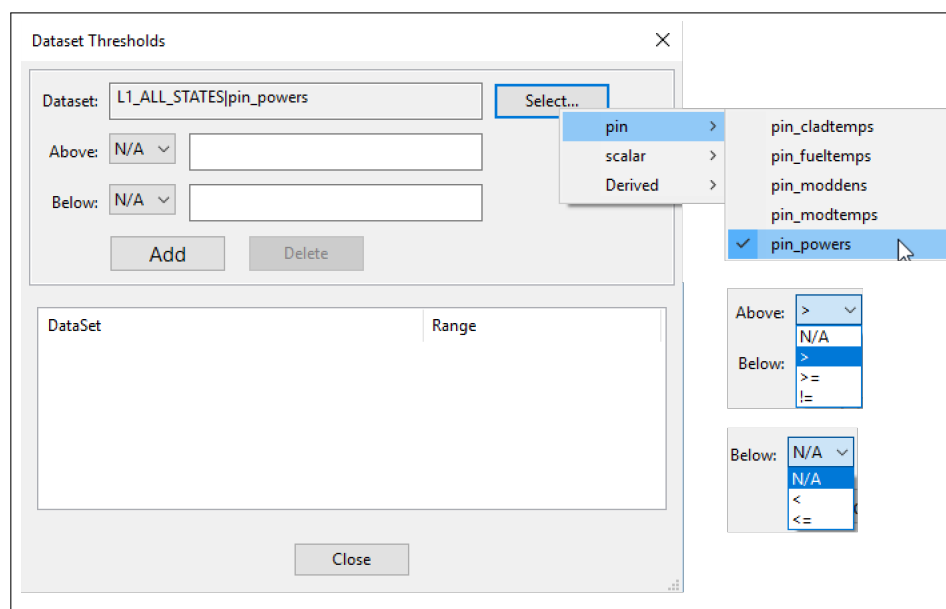 Dataset Thresholds
Dataset: L1_ALL_STATES|pin_powers Select...
pin
scalar
Derived
pin_cladtemps
pin_fueltemps
pin_moddens
pin_modtemps
pin_powers
Above: N/A
Below: N/A
Add Delete
DataSet Range
Close
Above: >
N/A
>
>=
!=
Below:
Below: N/A
N/A
<
<=